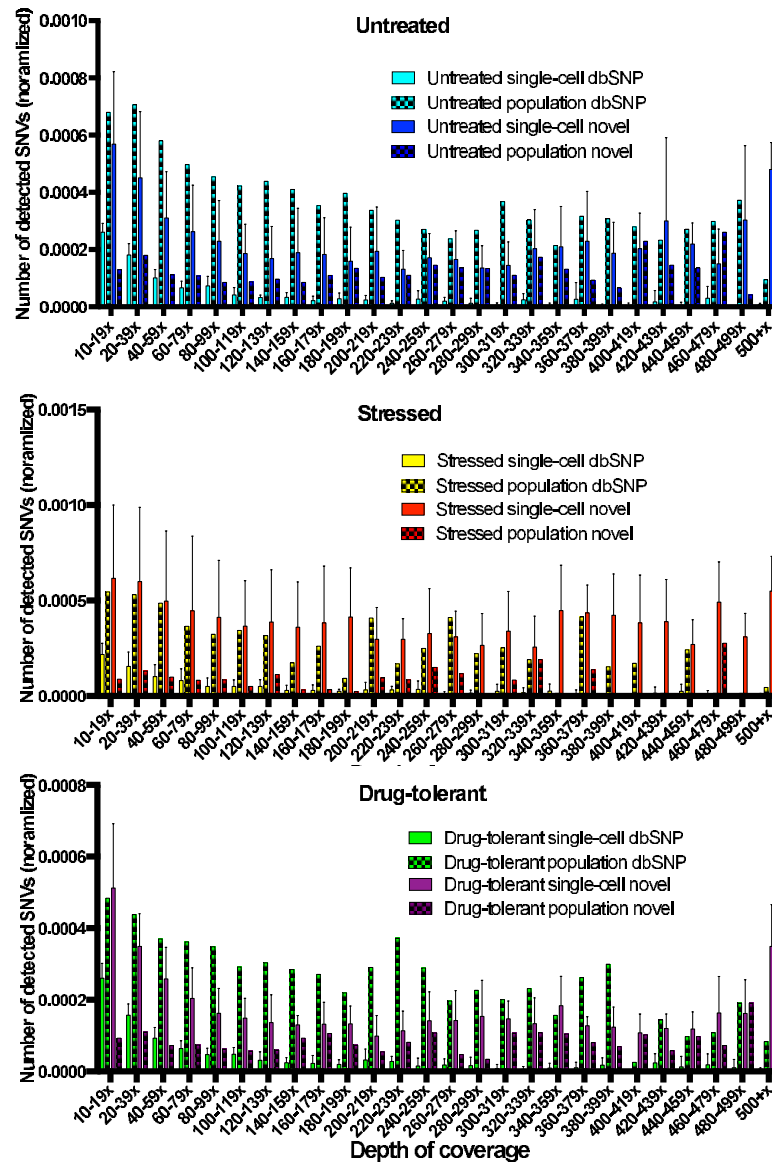 Untreated
Number of detected SNVs (noramlized)
0.0010
0.0008
0.0006
0.0004
0.0002
0.0000
Untreated single-cell dbSNP
Untreated population dbSNP
Untreated single-cell novel
Untreated population novel
10-19x
20-39x
40-59x
60-79x
80-99x
100-119x
120-139x
140-159x
160-179x
180-199x
200-219x
220-239x
240-259x
260-279x
280-299x
300-319x
320-339x
340-359x
360-379x
380-399x
400-419x
420-439x
440-459x
460-479x
480-499x
500+x
Stressed
Number of detected SNVs (noramlized)
0.0015
0.0010
0.0005
0.0000
Stressed single-cell dbSNP
Stressed population dbSNP
Stressed single-cell novel
Stressed population novel
10-19x
20-39x
40-59x
60-79x
80-99x
100-119x
120-139x
140-159x
160-179x
180-199x
200-219x
220-239x
240-259x
260-279x
280-299x
300-319x
320-339x
340-359x
360-379x
380-399x
400-419x
420-439x
440-459x
460-479x
480-499x
500+x
Drug-tolerant
Number of detected SNVs (noramlized)
0.0008
0.0006
0.0004
0.0002
0.0000
Drug-tolerant single-cell dbSNP
Drug-tolerant population dbSNP
Drug-tolerant single-cell novel
Drug-tolerant population novel
10-19x
20-39x
40-59x
60-79x
80-99x
100-119x
120-139x
140-159x
160-179x
180-199x
200-219x
220-239x
240-259x
260-279x
280-299x
300-319x
320-339x
340-359x
360-379x
380-399x
400-419x
420-439x
440-459x
460-479x
480-499x
500+x
Depth of coverage